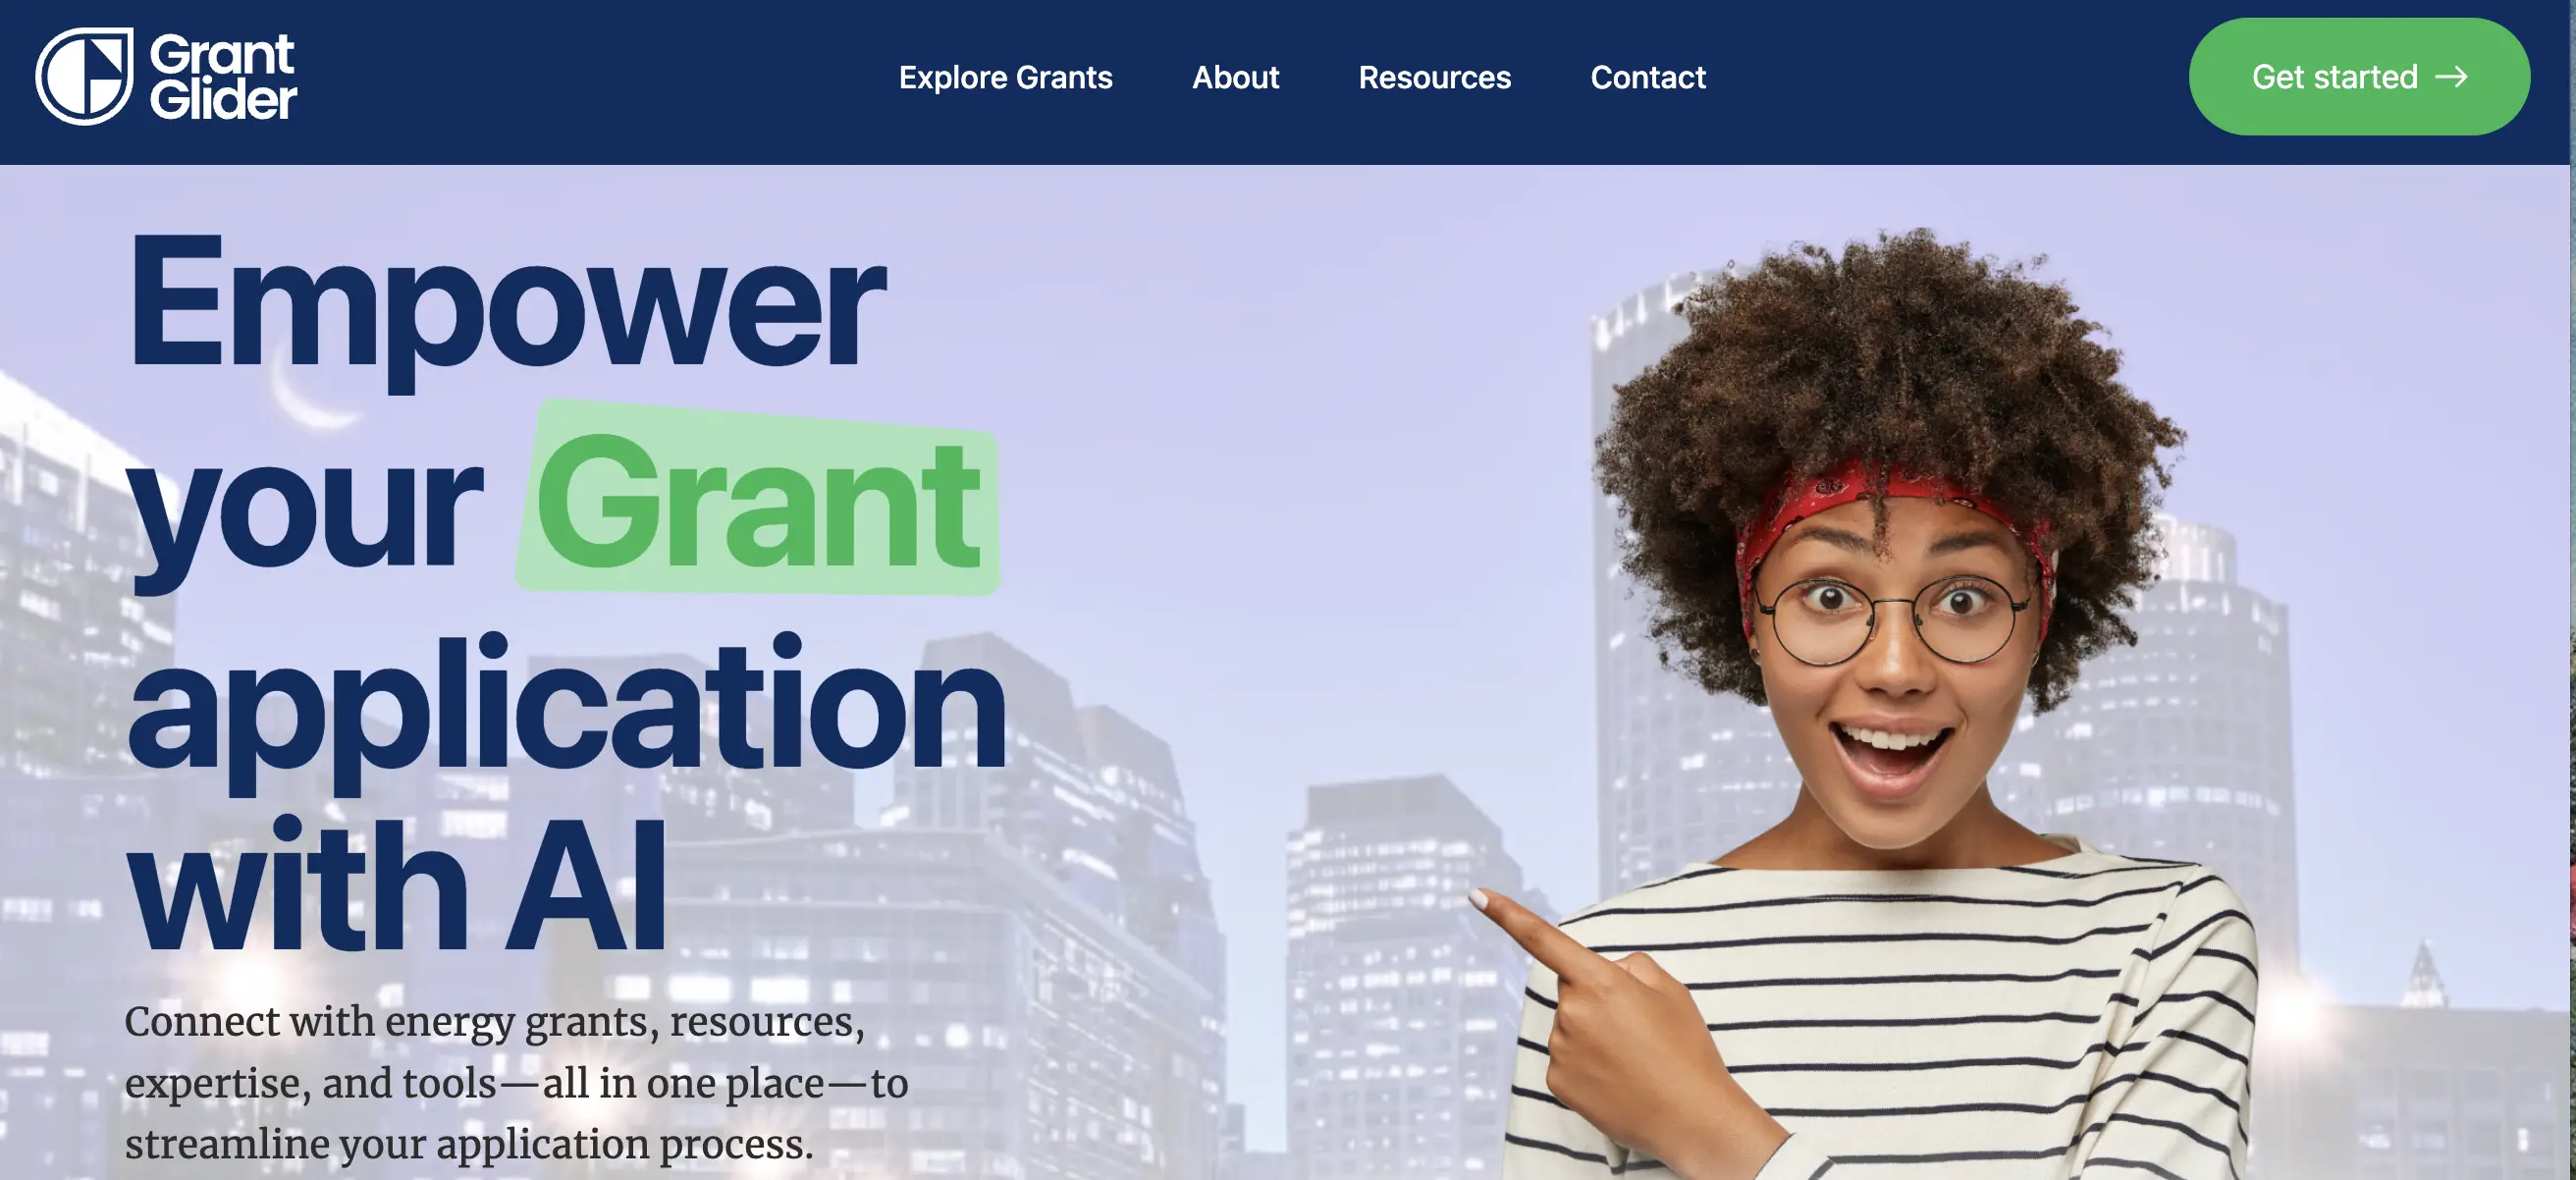 Grant
Glider
Explore Grants
About
Resources
Contact
Get started →
Empower
your Grant
application
with AI
Connect with energy grants, resources,
expertise, and tools—all in one place—to
streamline your application process.